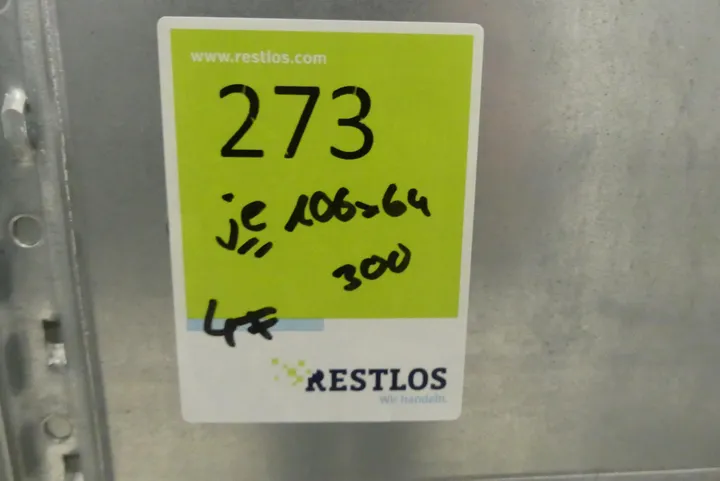 www.restlos.com
273
je 106x64
300
4x
RESTLOS
Wir handeln.